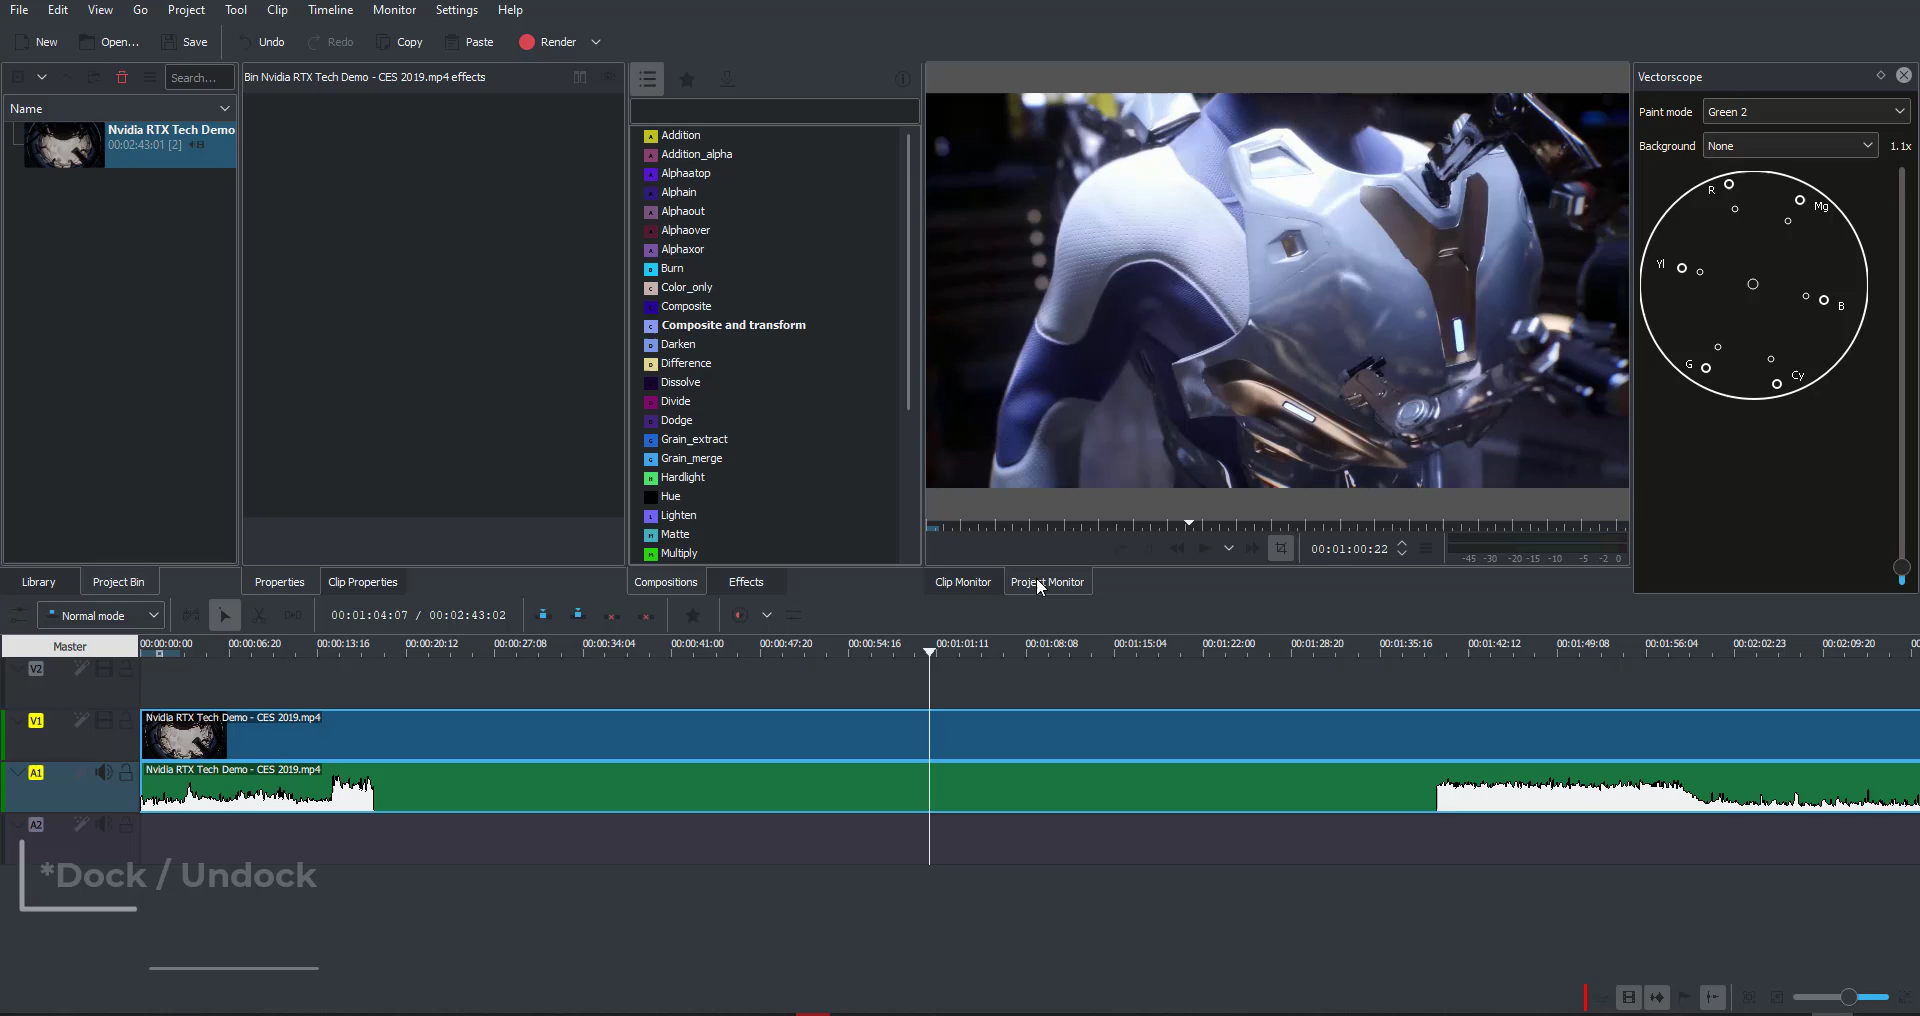 File Edit View Go Project Tool Clip Timeline Monitor Settings Help
New Open... Save Undo Redo Copy Paste Render
Search...
Bin Nvidia RTX Tech Demo - CES 2019.mp4 effects
Vectorscope
Name
Nvidia RTX Tech Demo
00:02:43:01 [2]
Addition
Addition_alpha
Alphaatop
Alphain
Alphaout
Alphaover
Alphaxor
Burn
Color_only
Composite
Composite and transform
Darken
Difference
Dissolve
Divide
Dodge
Grain_extract
Grain_merge
Hardlight
Hue
Lighten
Matte
Multiply
Paint mode Green 2
Background None 1.1x
R
Mg
Yl
B
G
Cy
00:01:00:22
-45 -30 -20 -15 -10 -5 -2 0
Library Project Bin Properties Clip Properties Compositions Effects Clip Monitor Project Monitor
Normal mode 00:01:04:07 / 00:02:43:02
Master 00:00:00:00 00:00:06:20 00:00:13:16 00:00:20:12 00:00:27:08 00:00:34:04 00:00:41:00 00:00:47:20 00:00:54:16 00:01:01:11 00:01:08:08 00:01:15:04 00:01:22:00 00:01:28:20 00:01:35:16 00:01:42:12 00:01:49:08 00:01:56:04 00:02:02:23 00:02:09:20
V2
V1 Nvidia RTX Tech Demo - CES 2019.mp4
A1 Nvidia RTX Tech Demo - CES 2019.mp4
A2
*Dock / Undock